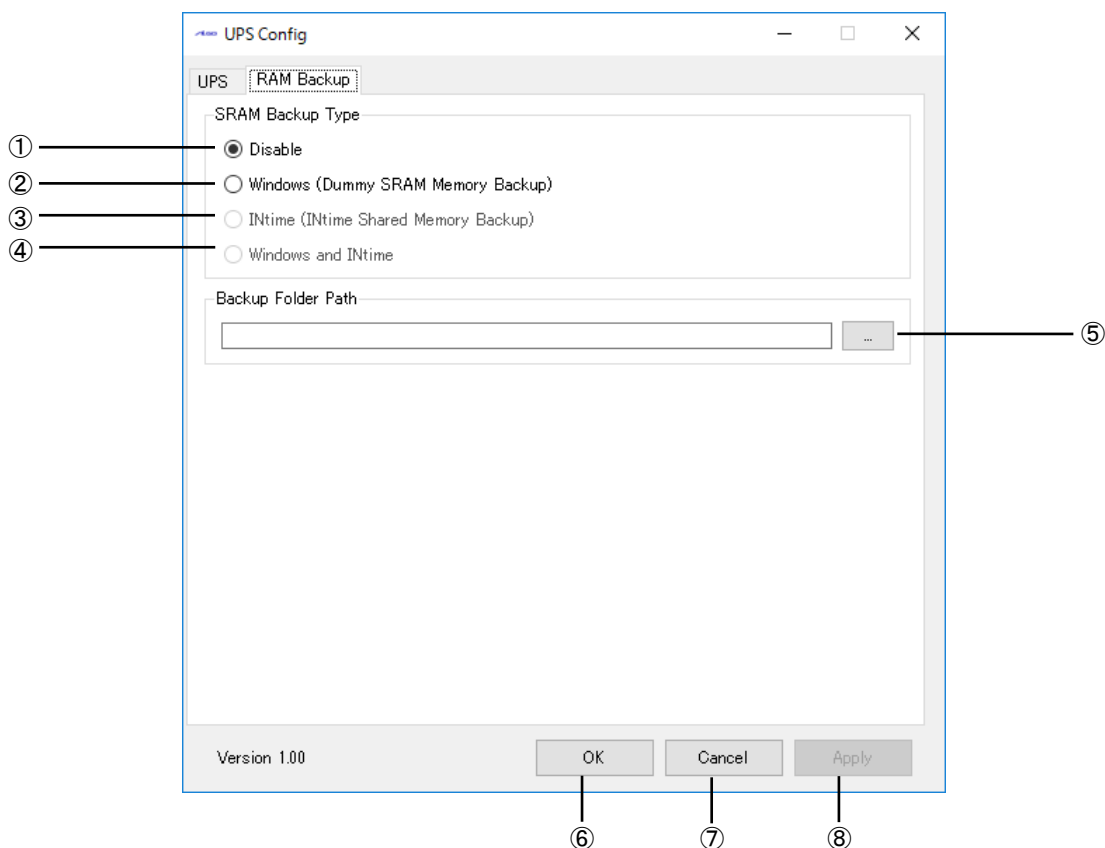 UPS Config
UPS
RAM Backup
SRAM Backup Type
① Disable
② Windows (Dummy SRAM Memory Backup)
③ INtime (INtime Shared Memory Backup)
④ Windows and INtime
Backup Folder Path
... ⑤
Version 1.00
OK
Cancel
Apply
⑥
⑦
⑧